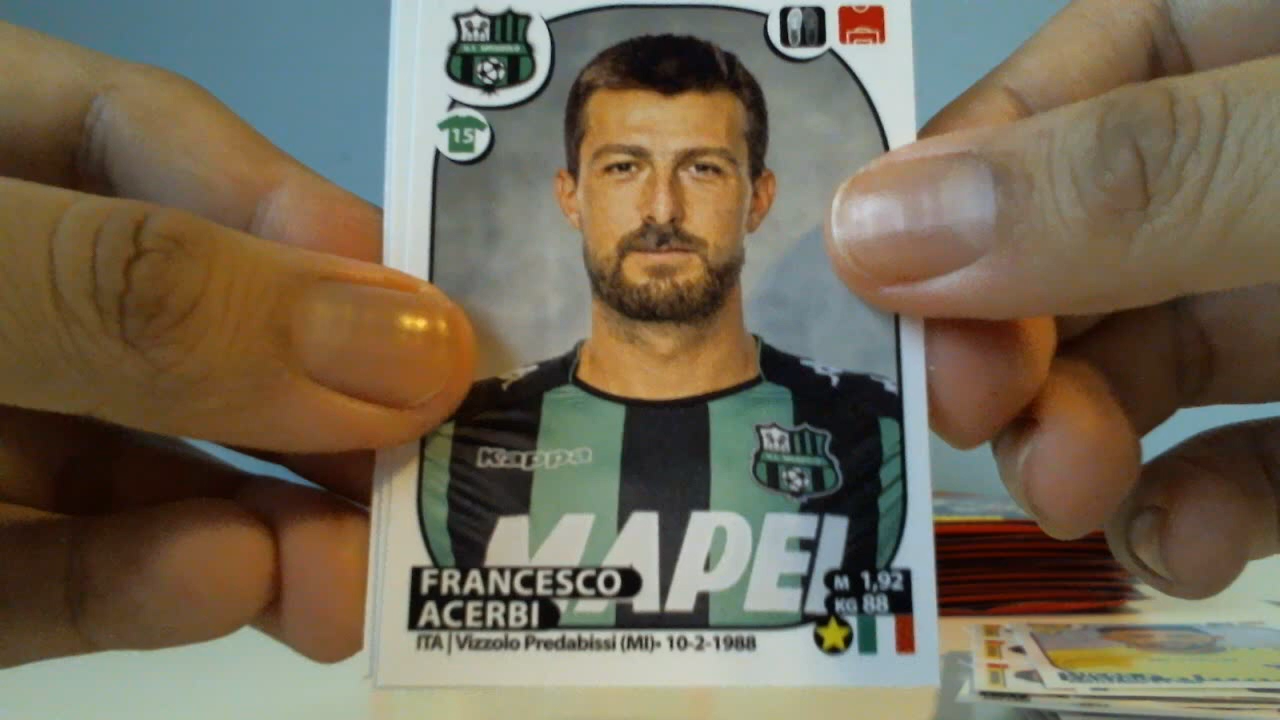 15
Kappa
MAPEI
FRANCESCO
ACERBI
M 1,92
KG 88
ITA | Vizzolo Predabissi (MI)• 10-2-1988